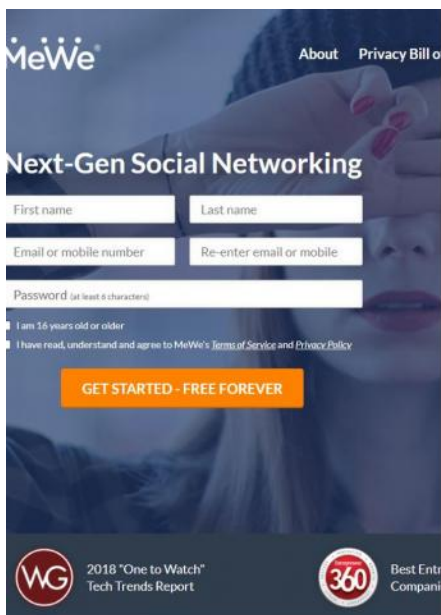 MeWe®
About Privacy Bill o
Next-Gen Social Networking
First name Last name
Email or mobile number Re-enter email or mobile
Password (at least 6 characters)
I am 16 years old or older
I have read, understand and agree to MeWe's Terms of Service and Privacy Policy
GET STARTED - FREE FOREVER
WG
2018 "One to Watch"
Tech Trends Report
Entrepreneur
360
Best Entr
Compani